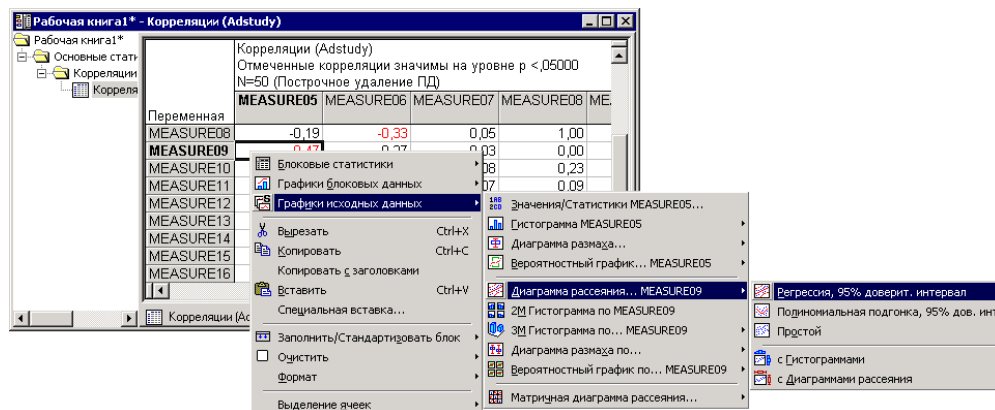 Рабочая книга1* - Корреляции (Adstudy)
Рабочая книга1*
Основные стати
Корреляции
Корреля
Корреляции (Adstudy)
Отмеченные корреляции значимы на уровне p <,05000
N=50 (Построчное удаление ПД)
Переменная MEASURE05 MEASURE06 MEASURE07 MEASURE08 ME.
MEASURE08 -0,19 -0,33 0,05 1,00
MEASURE09 0,03 0,00
MEASURE10 08 0,23
MEASURE11 07 0,09
MEASURE12
MEASURE13
MEASURE14
MEASURE15
MEASURE16
Корреляции (Ad
Блоковые статистики
Графики блоковых данных
Графики исходных данных
Вырезать Ctrl+X
Копировать Ctrl+C
Копировать с заголовками
Вставить Ctrl+V
Специальная вставка...
Заполнить/Стандартизовать блок
Очистить
Формат
Выделение ячеек
Значения/Статистики MEASURE05...
Гистограмма MEASURE05
Диаграмма размаха...
Вероятностный график... MEASURE05
Диаграмма рассеяния... MEASURE09
2М Гистограмма по MEASURE09
3М Гистограмма по... MEASURE09
Диаграмма размаха по...
Вероятностный график по... MEASURE09
Матричная диаграмма рассеяния...
Регрессия, 95% доверит. интервал
Полиномиальная подгонка, 95% дов. инт
Простой
с Гистограммами
с Диаграммами рассеяния